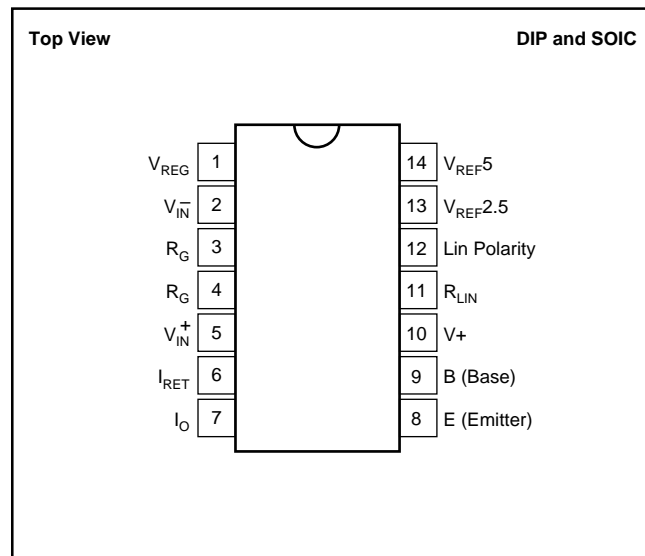 Top View DIP and SOIC
V_REG 1 14 V_REF5
V_IN^– 2 13 V_REF2.5
R_G 3 12 Lin Polarity
R_G 4 11 R_LIN
V_IN^+ 5 10 V+
I_RET 6 9 B (Base)
I_O 7 8 E (Emitter)